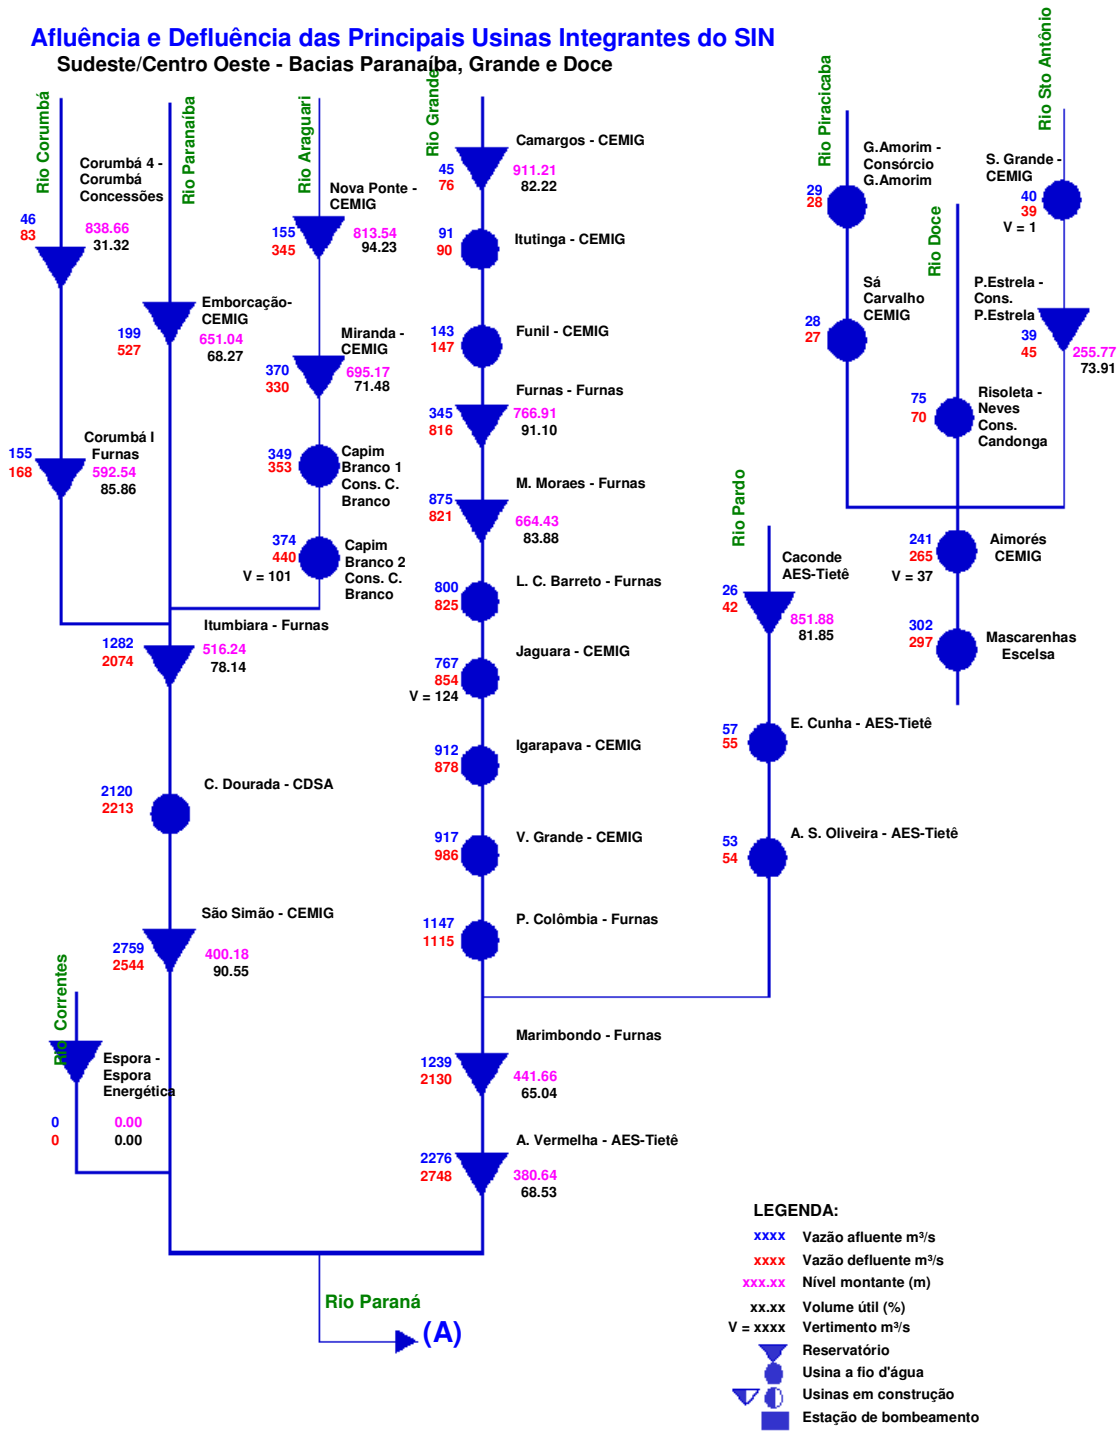 Afluência e Defluência das Principais Usinas Integrantes do SIN
Sudeste/Centro Oeste - Bacias Paranaíba, Grande e Doce
Rio Corumbá
Corumbá 4 -
Corumbá
Concessões
46
83
838.66
31.32
Corumbá I
Furnas
155
168
592.54
85.86
Rio Paranaíba
Emborcação-
CEMIG
199
527
651.04
68.27
Rio Araguari
Nova Ponte -
CEMIG
155
345
813.54
94.23
Miranda -
CEMIG
370
330
695.17
71.48
349
353
Capim
Branco 1
Cons. C.
Branco
374
440
V = 101
Capim
Branco 2
Cons. C.
Branco
Itumbiara - Furnas
1282
2074
516.24
78.14
C. Dourada - CDSA
2120
2213
São Simão - CEMIG
2759
2544
400.18
90.55
Rio Correntes
Espora -
Espora
Energética
0
0
0.00
0.00
Rio Grande
Camargos - CEMIG
45
76
911.21
82.22
91
90
Itutinga - CEMIG
143
147
Funil - CEMIG
Furnas - Furnas
345
816
766.91
91.10
M. Moraes - Furnas
875
821
664.43
83.88
L. C. Barreto - Furnas
800
825
Jaguara - CEMIG
767
854
V = 124
Igarapava - CEMIG
912
878
V. Grande - CEMIG
917
986
P. Colômbia - Furnas
1147
1115
Marimbondo - Furnas
1239
2130
441.66
65.04
A. Vermelha - AES-Tietê
2276
2748
380.64
68.53
Rio Pardo
Caconde
AES-Tietê
26
42
851.88
81.85
E. Cunha - AES-Tietê
57
55
A. S. Oliveira - AES-Tietê
53
54
Rio Piracicaba
G.Amorim -
Consórcio
G.Amorim
29
28
Sá
Carvalho
CEMIG
28
27
Rio Doce
Risoleta -
Neves
Cons.
Candonga
75
70
Rio Sto Antônio
S. Grande -
CEMIG
40
39
V = 1
P.Estrela -
Cons.
P.Estrela
39
45
255.77
73.91
241
265
V = 37
Aimorés
CEMIG
302
297
Mascarenhas
Escelsa
Rio Paraná
(A)
LEGENDA:
xxxx Vazão afluente m³/s
xxxx Vazão defluente m³/s
xxx.xx Nível montante (m)
xx.xx Volume útil (%)
V = xxxx Vertimento m³/s
Reservatório
Usina a fio d'água
Usinas em construção
Estação de bombeamento